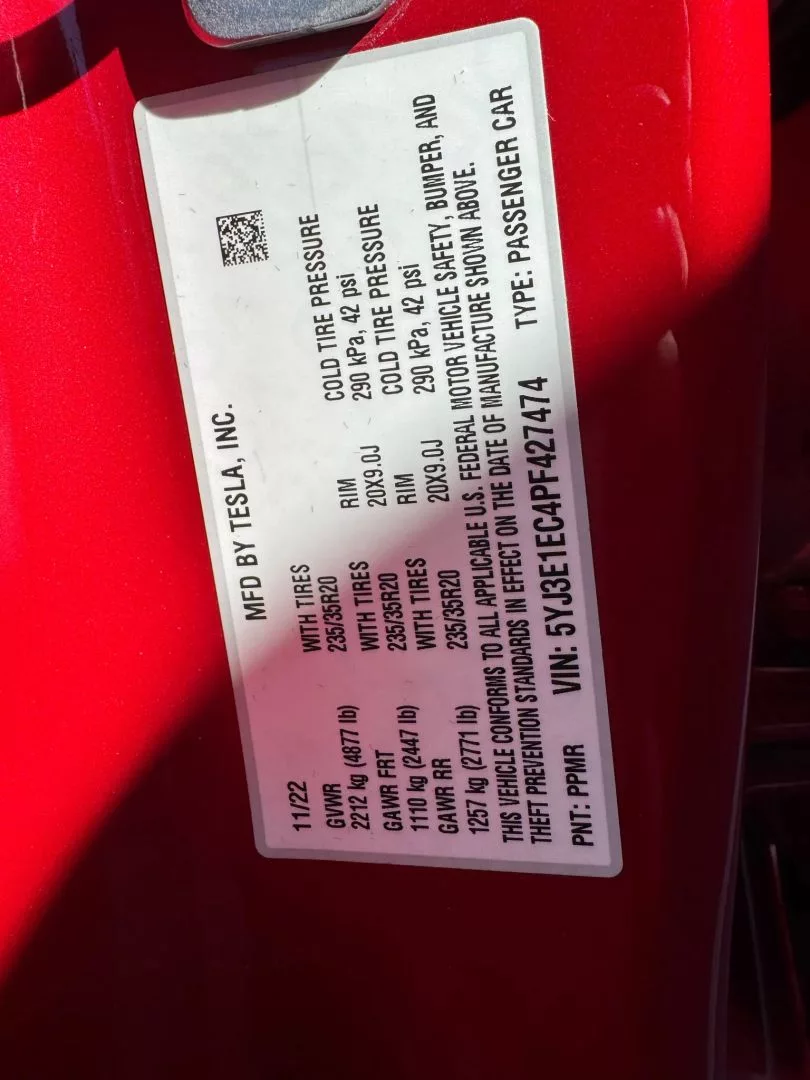 MFD BY TESLA, INC.
11/22
GVWR WITH TIRES RIM COLD TIRE PRESSURE
2212 kg (4877 lb) 235/35R20 20X9.0J 290 kPa, 42 psi
GAWR FRT WITH TIRES RIM COLD TIRE PRESSURE
1110 kg (2447 lb) 235/35R20 20X9.0J 290 kPa, 42 psi
GAWR RR WITH TIRES
1257 kg (2771 lb) 235/35R20
THIS VEHICLE CONFORMS TO ALL APPLICABLE U.S. FEDERAL MOTOR VEHICLE SAFETY, BUMPER, AND
THEFT PREVENTION STANDARDS IN EFFECT ON THE DATE OF MANUFACTURE SHOWN ABOVE.
PNT: PPMR VIN: 5YJ3E1EC4PF427474 TYPE: PASSENGER CAR